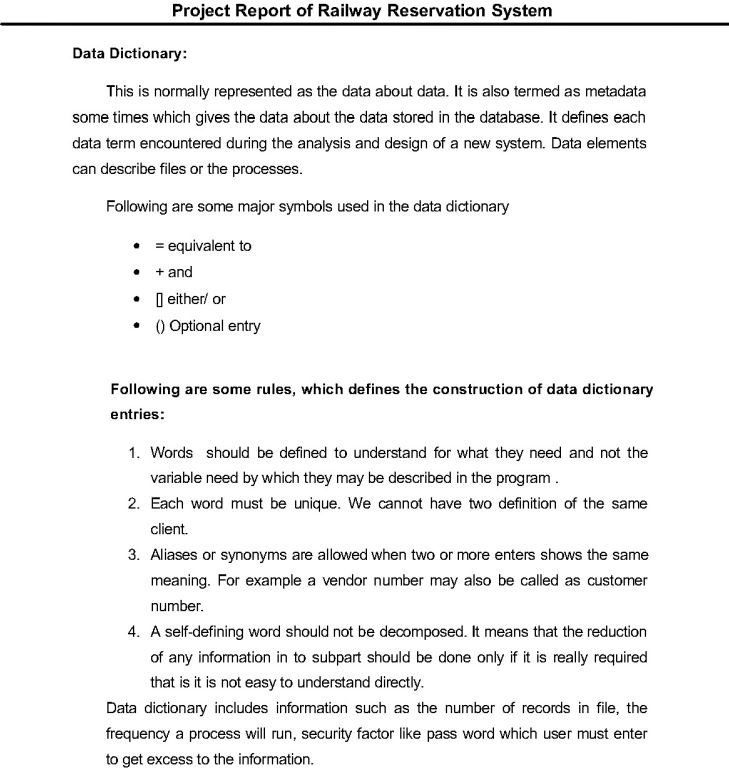 Project Report of Railway Reservation System
Data Dictionary:
This is normally represented as the data about data. It is also termed as metadata
some times which gives the data about the data stored in the database. It defines each
data term encountered during the analysis and design of a new system. Data elements
can describe files or the processes.
Following are some major symbols used in the data dictionary
• = equivalent to
• + and
• [] either/ or
• () Optional entry
Following are some rules, which defines the construction of data dictionary
entries:
1. Words should be defined to understand for what they need and not the
variable need by which they may be described in the program .
2. Each word must be unique. We cannot have two definition of the same
client.
3. Aliases or synonyms are allowed when two or more enters shows the same
meaning. For example a vendor number may also be called as customer
number.
4. A self-defining word should not be decomposed. It means that the reduction
of any information in to subpart should be done only if it is really required
that is it is not easy to understand directly.
Data dictionary includes information such as the number of records in file, the
frequency a process will run, security factor like pass word which user must enter
to get excess to the information.